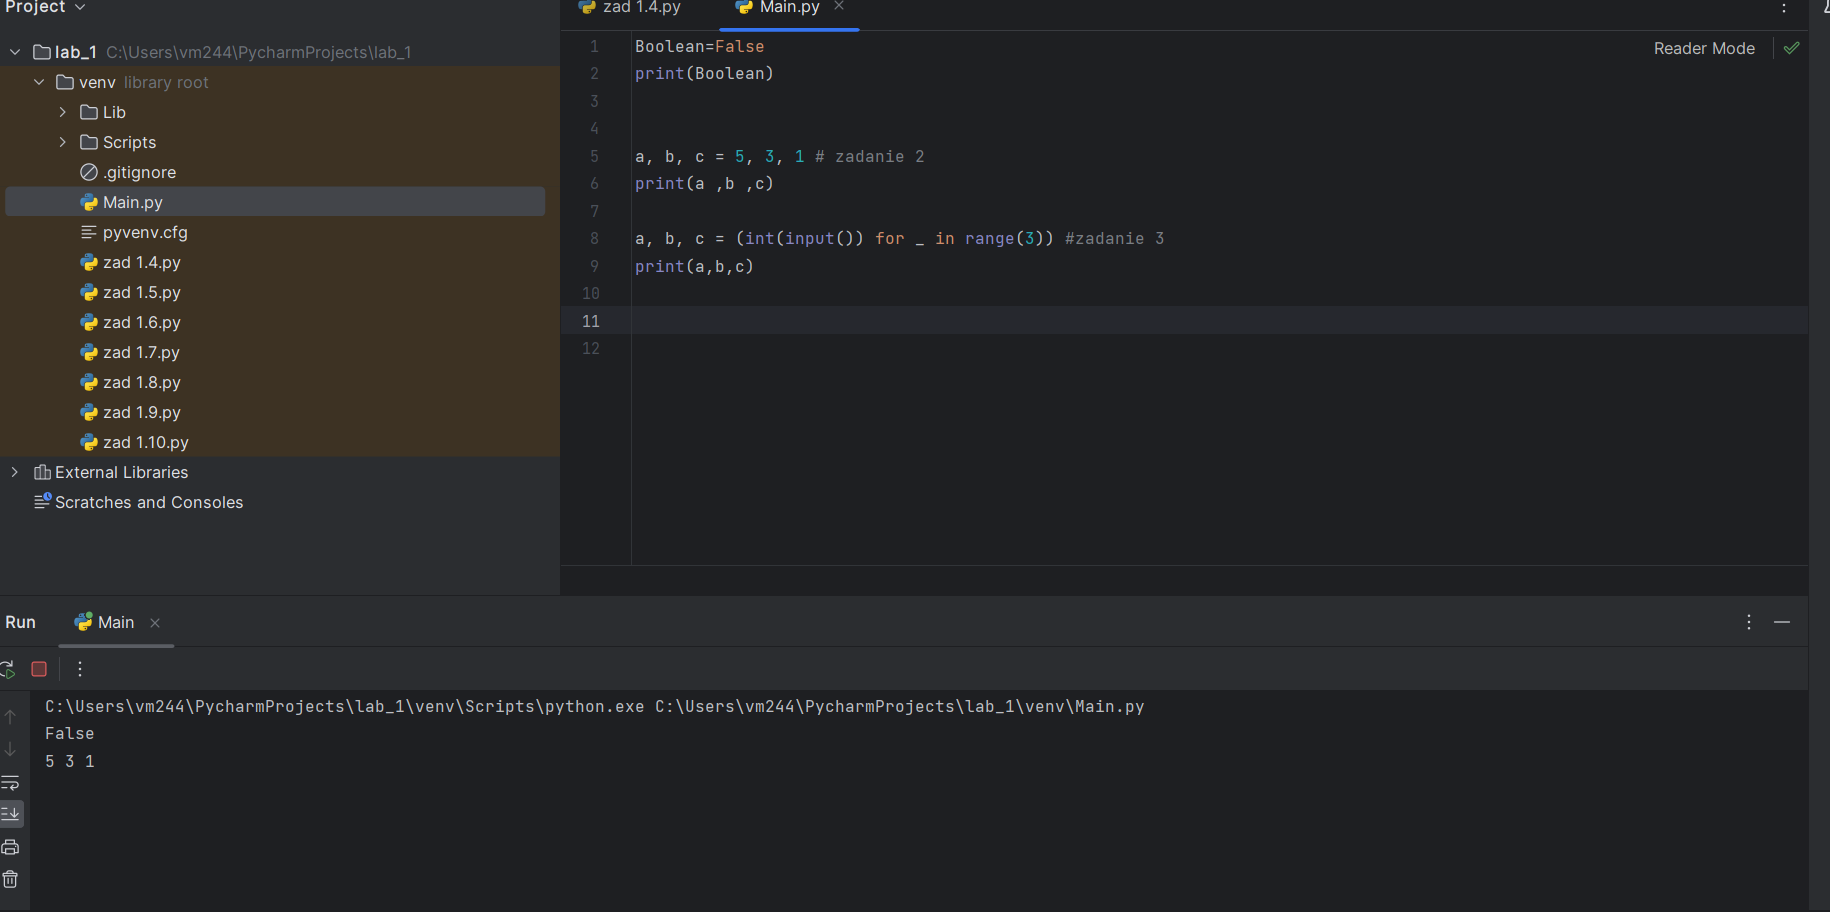 Project
zad 1.4.py
Main.py
lab_1 C:\Users\vm244\PycharmProjects\lab_1
venv library root
Lib
Scripts
.gitignore
Main.py
pyvenv.cfg
zad 1.4.py
zad 1.5.py
zad 1.6.py
zad 1.7.py
zad 1.8.py
zad 1.9.py
zad 1.10.py
External Libraries
Scratches and Consoles
Reader Mode
1 Boolean=False
2 print(Boolean)
3
4
5 a, b, c = 5, 3, 1 # zadanie 2
6 print(a ,b ,c)
7
8 a, b, c = (int(input()) for _ in range(3)) #zadanie 3
9 print(a,b,c)
10
11
12
Run Main
C:\Users\vm244\PycharmProjects\lab_1\venv\Scripts\python.exe C:\Users\vm244\PycharmProjects\lab_1\venv\Main.py
False
5 3 1